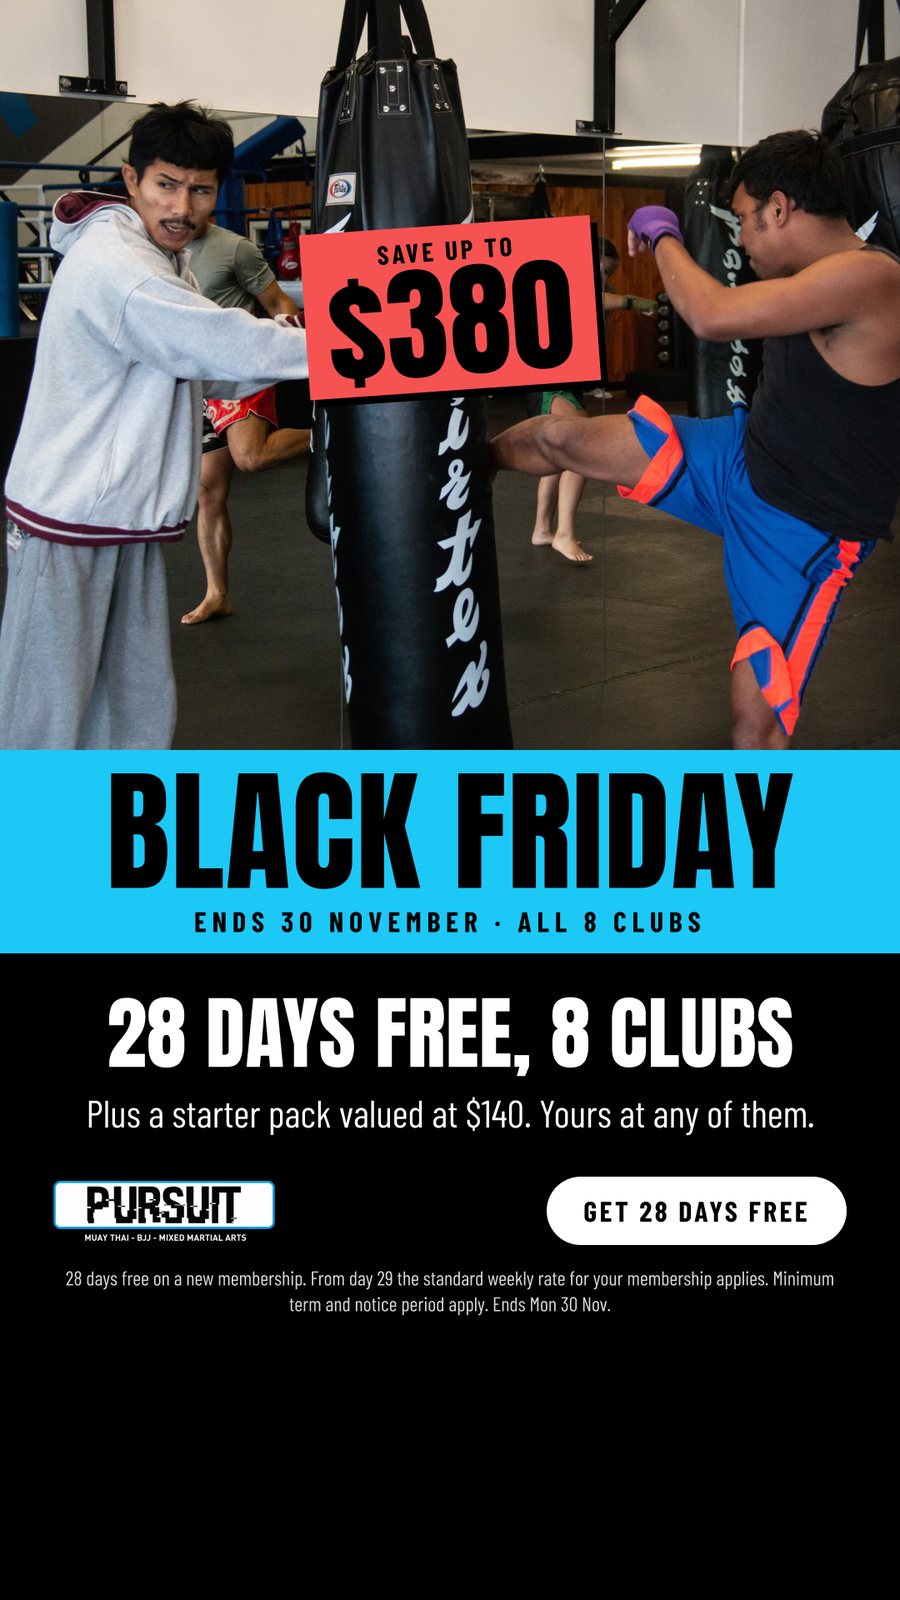 SAVE UP TO
$380
irtex
BLACK FRIDAY
ENDS 30 NOVEMBER · ALL 8 CLUBS
28 DAYS FREE, 8 CLUBS
Plus a starter pack valued at $140. Yours at any of them.
PURSUIT
MUAY THAI - BJJ - MIXED MARTIAL ARTS
GET 28 DAYS FREE
28 days free on a new membership. From day 29 the standard weekly rate for your membership applies. Minimum
term and notice period apply. Ends Mon 30 Nov.